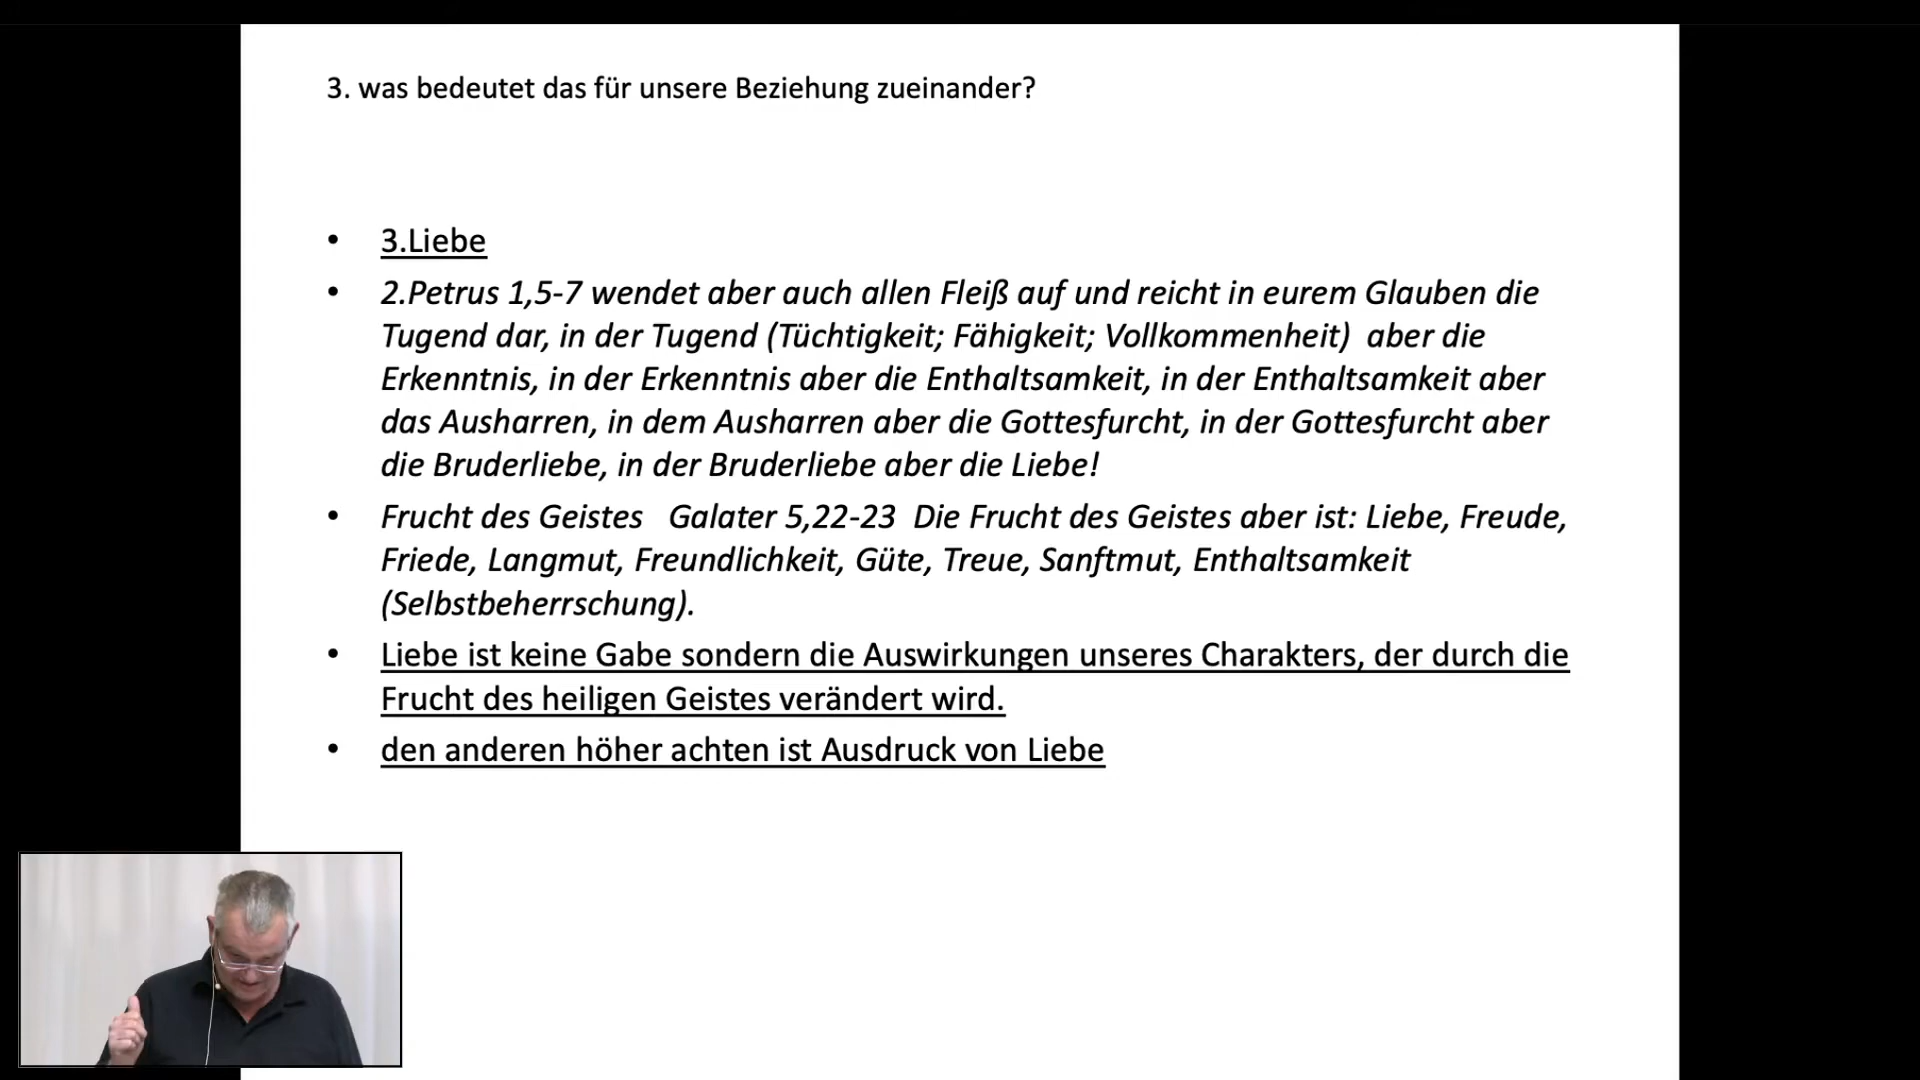 3. was bedeutet das für unsere Beziehung zueinander?
• 3.Liebe
• 2.Petrus 1,5-7 wendet aber auch allen Fleiß auf und reicht in eurem Glauben die
Tugend dar, in der Tugend (Tüchtigkeit; Fähigkeit; Vollkommenheit) aber die
Erkenntnis, in der Erkenntnis aber die Enthaltsamkeit, in der Enthaltsamkeit aber
das Ausharren, in dem Ausharren aber die Gottesfurcht, in der Gottesfurcht aber
die Bruderliebe, in der Bruderliebe aber die Liebe!
• Frucht des Geistes Galater 5,22-23 Die Frucht des Geistes aber ist: Liebe, Freude,
Friede, Langmut, Freundlichkeit, Güte, Treue, Sanftmut, Enthaltsamkeit
(Selbstbeherrschung).
• Liebe ist keine Gabe sondern die Auswirkungen unseres Charakters, der durch die
Frucht des heiligen Geistes verändert wird.
• den anderen höher achten ist Ausdruck von Liebe